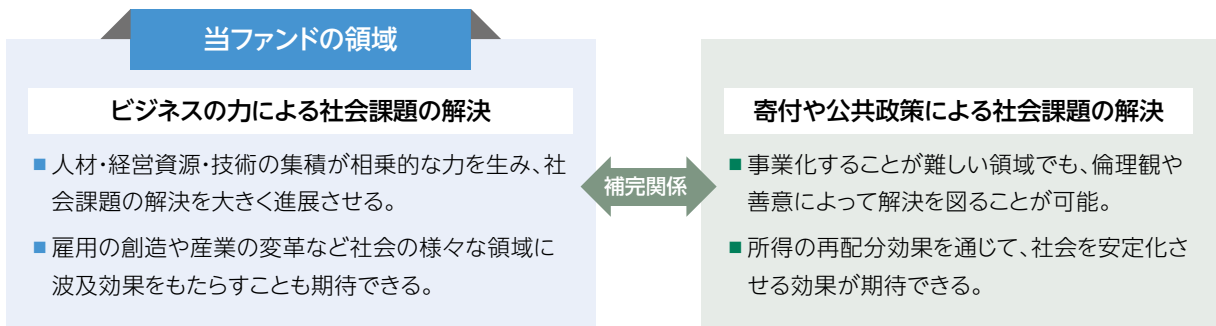 当ファンドの領域
ビジネスの力による社会課題の解決
■人材・経営資源・技術の集積が相乗的な力を生み、社
会課題の解決を大きく進展させる。
■雇用の創造や産業の変革など社会の様々な領域に
波及効果をもたらすことも期待できる。
補完関係
寄付や公共政策による社会課題の解決
■事業化することが難しい領域でも、倫理観や
善意によって解決を図ることが可能。
■所得の再配分効果を通じて、社会を安定化さ
せる効果が期待できる。